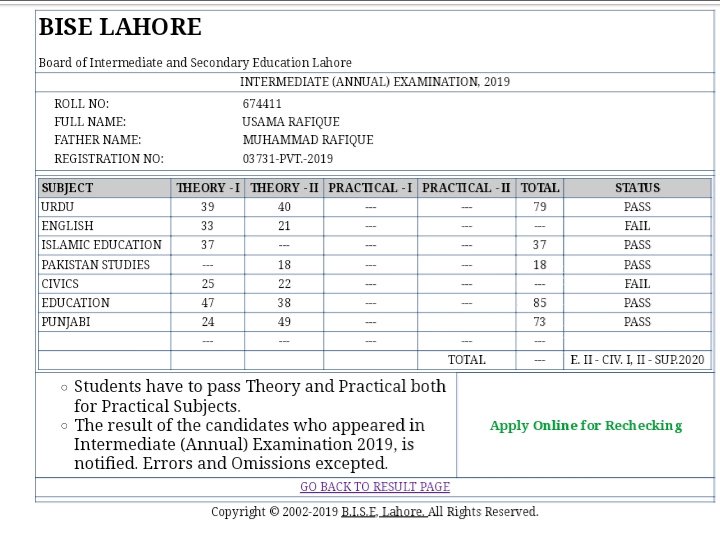 BISE LAHORE
Board of Intermediate and Secondary Education Lahore
INTERMEDIATE (ANNUAL) EXAMINATION, 2019
ROLL NO: 674411
FULL NAME: USAMA RAFIQUE
FATHER NAME: MUHAMMAD RAFIQUE
REGISTRATION NO: 03731-PVT.-2019
SUBJECT THEORY - I THEORY - II PRACTICAL - I PRACTICAL - II TOTAL STATUS
URDU 39 40 --- --- 79 PASS
ENGLISH 33 21 --- --- --- FAIL
ISLAMIC EDUCATION 37 --- --- --- 37 PASS
PAKISTAN STUDIES --- 18 --- --- 18 PASS
CIVICS 25 22 --- --- --- FAIL
EDUCATION 47 38 --- --- 85 PASS
PUNJABI 24 49 --- 73 PASS
--- --- --- --- ---
TOTAL --- E. II - CIV. I, II - SUP.2020
◦ Students have to pass Theory and Practical both
for Practical Subjects.
◦ The result of the candidates who appeared in
Intermediate (Annual) Examination 2019, is
notified. Errors and Omissions excepted.
Apply Online for Rechecking
GO BACK TO RESULT PAGE
Copyright © 2002-2019 B.I.S.E, Lahore. All Rights Reserved.